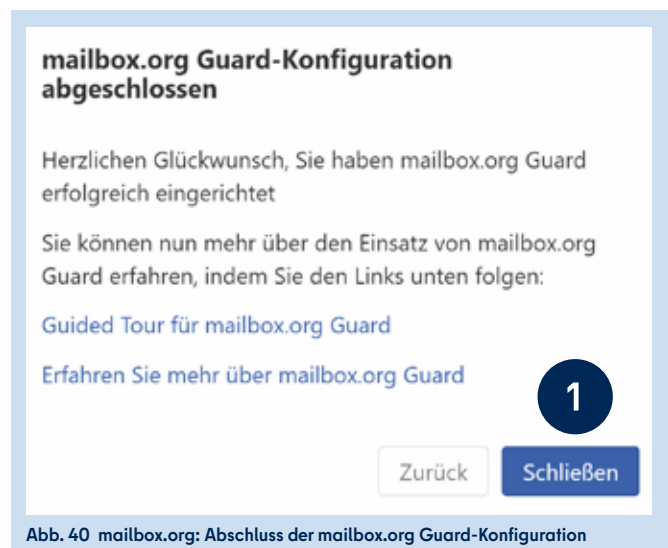 mailbox.org Guard-Konfiguration
abgeschlossen
Herzlichen Glückwunsch, Sie haben mailbox.org Guard
erfolgreich eingerichtet
Sie können nun mehr über den Einsatz von mailbox.org
Guard erfahren, indem Sie den Links unten folgen:
Guided Tour für mailbox.org Guard
Erfahren Sie mehr über mailbox.org Guard
1
Zurück Schließen
Abb. 40 mailbox.org: Abschluss der mailbox.org Guard-Konfiguration